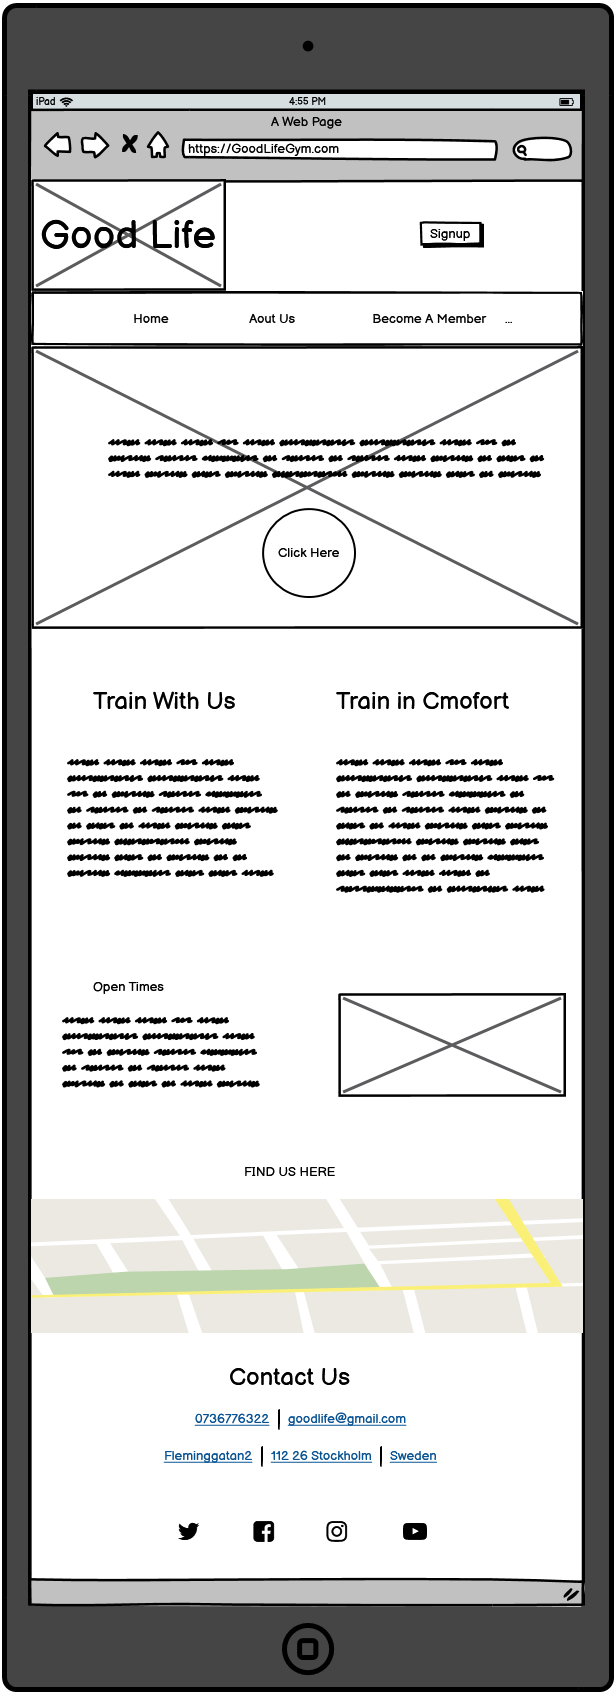 iPad
4:55 PM
A Web Page
https://GoodLifeGym.com
Good Life
Signup
Home Aout Us Become A Member ...
Click Here
Train With Us
Train in Cmofort
Open Times
FIND US HERE
Contact Us
0736776322 | goodlife@gmail.com
Fleminggatan2 | 112 26 Stockholm | Sweden